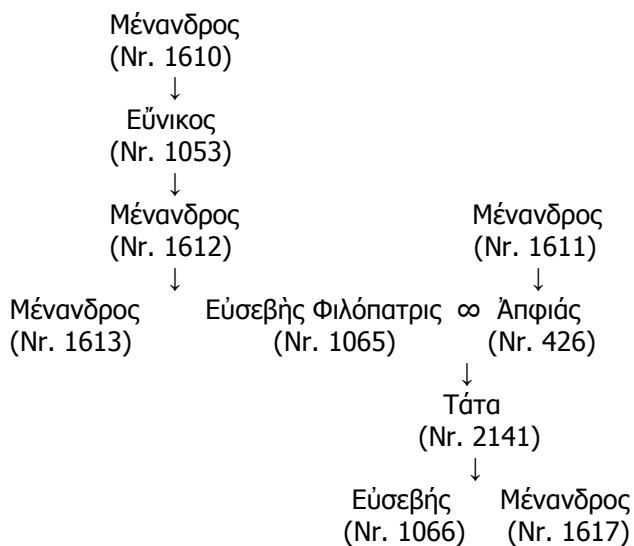 Μένανδρος
(Nr. 1610)
↓
Εὔνικος
(Nr. 1053)
↓
Μένανδρος Μένανδρος
(Nr. 1612) (Nr. 1611)
↓ ↓
Μένανδρος Εὐσεβὴς Φιλόπατρις ∞ Ἀπφιάς
(Nr. 1613) (Nr. 1065) (Nr. 426)
↓
Τάτα
(Nr. 2141)
↓
Εὐσεβής Μένανδρος
(Nr. 1066) (Nr. 1617)